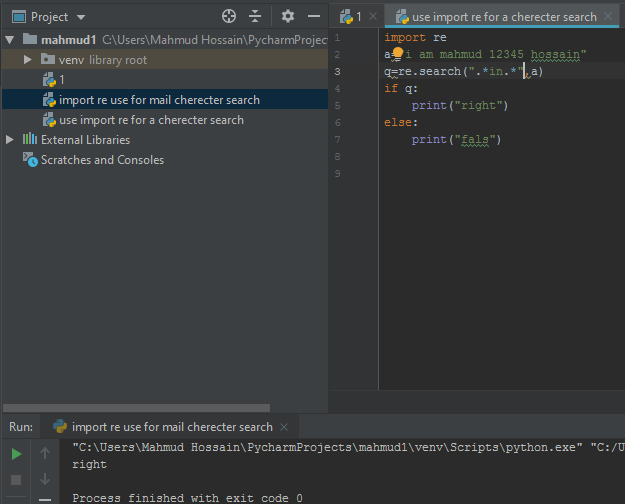 Project
1
use import re for a cherecter search
mahmud1 C:\Users\Mahmud Hossain\PycharmProjec
venv library root
1
import re use for mail cherecter search
use import re for a cherecter search
External Libraries
Scratches and Consoles
1 import re
2 a i am mahmud 12345 hossain"
3 q=re.search(".*in.*",a)
4 if q:
5 print("right")
6 else:
7 print("fals")
8
9
Run: import re use for mail cherecter search
"C:\Users\Mahmud Hossain\PycharmProjects\mahmud1\venv\Scripts\python.exe" "C:/U
right
Process finished with exit code 0